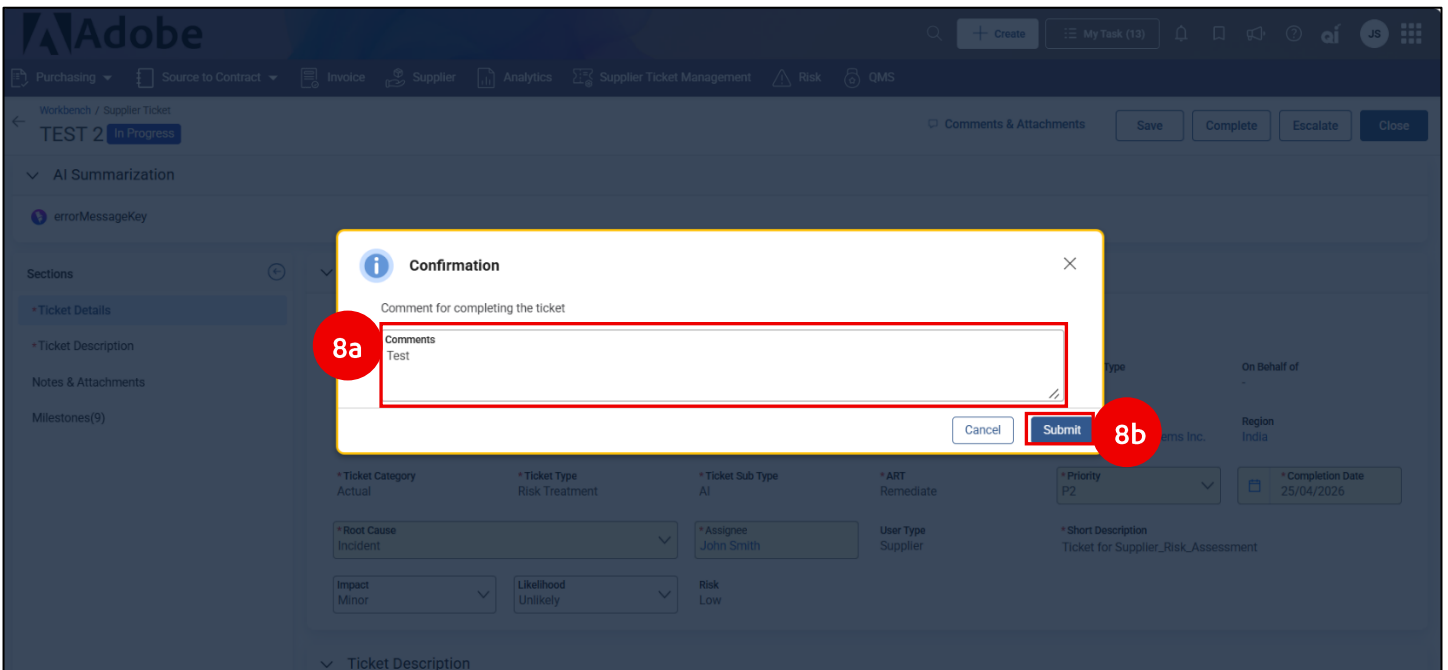 Adobe
Create
My Task (13)
ai
JS
Purchasing
Source to Contract
Invoice
Supplier
Analytics
Supplier Ticket Management
Risk
QMS
Workbench / Supplier Ticket
TEST 2 In Progress
Comments & Attachments
Save
Complete
Escalate
Close
AI Summarization
errorMessageKey
Sections
*Ticket Details
*Ticket Description
Notes & Attachments
Milestones(9)
Confirmation
Comment for completing the ticket
8a
Comments
Test
Cancel
Submit
8b
Type
On Behalf of
-
ems Inc.
Region
India
*Ticket Category
Actual
*Ticket Type
Risk Treatment
*Ticket Sub Type
AI
*ART
Remediate
*Priority
P2
*Completion Date
25/04/2026
*Root Cause
Incident
*Assignee
John Smith
User Type
Supplier
*Short Description
Ticket for Supplier_Risk_Assessment
Impact
Minor
Likelihood
Unlikely
Risk
Low
Ticket Description